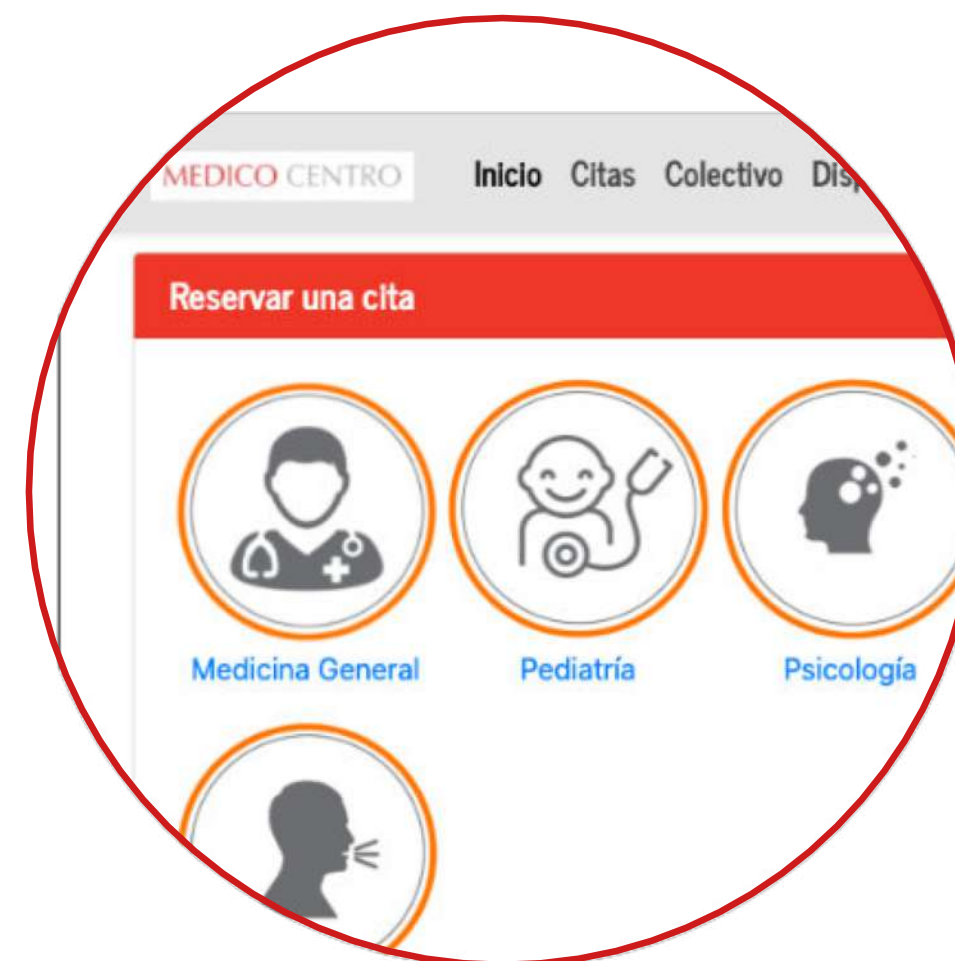 MEDICO CENTRO Inicio Citas Colectivo
Reservar una cita
Medicina General Pediatría Psicología